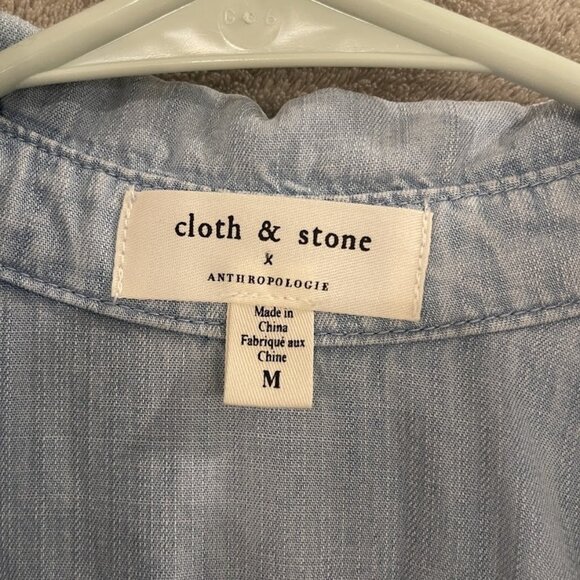 cloth & stone
x
ANTHROPOLOGIE
Made in
China
Fabriqué aux
Chine
M